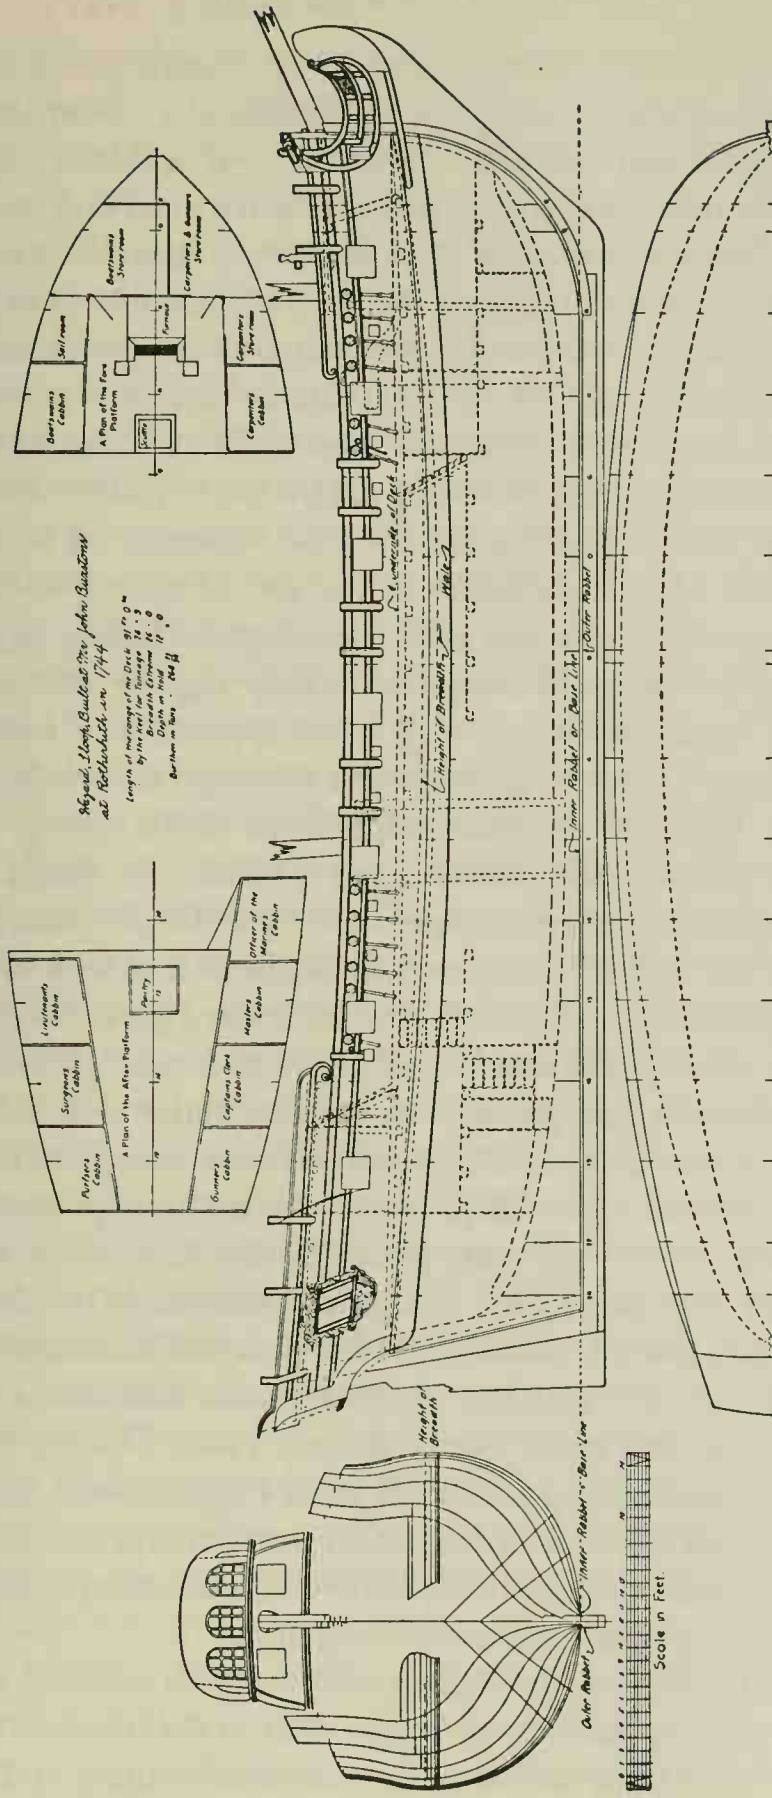 A Plan of the After Platform
Lieutenants
Cabbin
Surgeons
Cabbin
Pursers
Cabbin
Pantry
Officer of the
Marines
Cabbin
Masters
Cabbin
Captains Clerk
Cabbin
Gunners
Cabbin
Sloop, Built at Mr John
at Rotherhith in 1744
Length of the range of the Deck
by the Keel for Tonnage
Breadth Extreme 26 - 0
Depth in Hold
Burthen in Tons
A Plan of the Fore
Platform
Boatswains
Cabbin
Sail room
Boatswains
Store room
Carpenters & Gunners
Store room
Scuttle
Furnace
Carpenters
Cabbin
Carpenters
Store room
underside of Deck
Height of Breadth
Wale
Inner Rabbet or Base Line
Outer Rabbet
Height of
Breadth
Inner Rabbet or Base Line
Outer Rabbet
Scale in Feet.